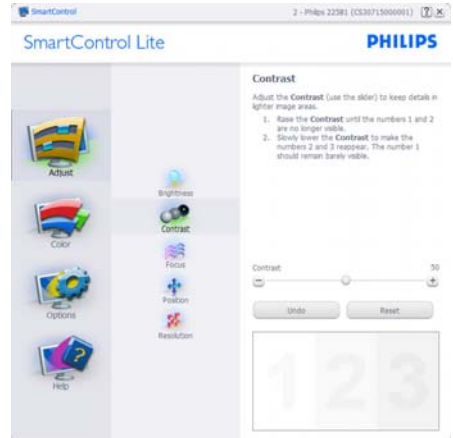 SmartControl
2 - Philips 225B1 (CS30715000001)
SmartControl Lite
PHILIPS
Adjust
Color
Options
Help
Brightness
Contrast
Focus
Position
Resolution
Contrast
Adjust the Contrast (use the slider) to keep details in
lighter image areas.
1. Raise the Contrast until the numbers 1 and 2
are no longer visible.
2. Slowly lower the Contrast to make the
numbers 2 and 3 reappear. The number 1
should remain barely visible.
Contrast 50
Undo Reset
1 2 3